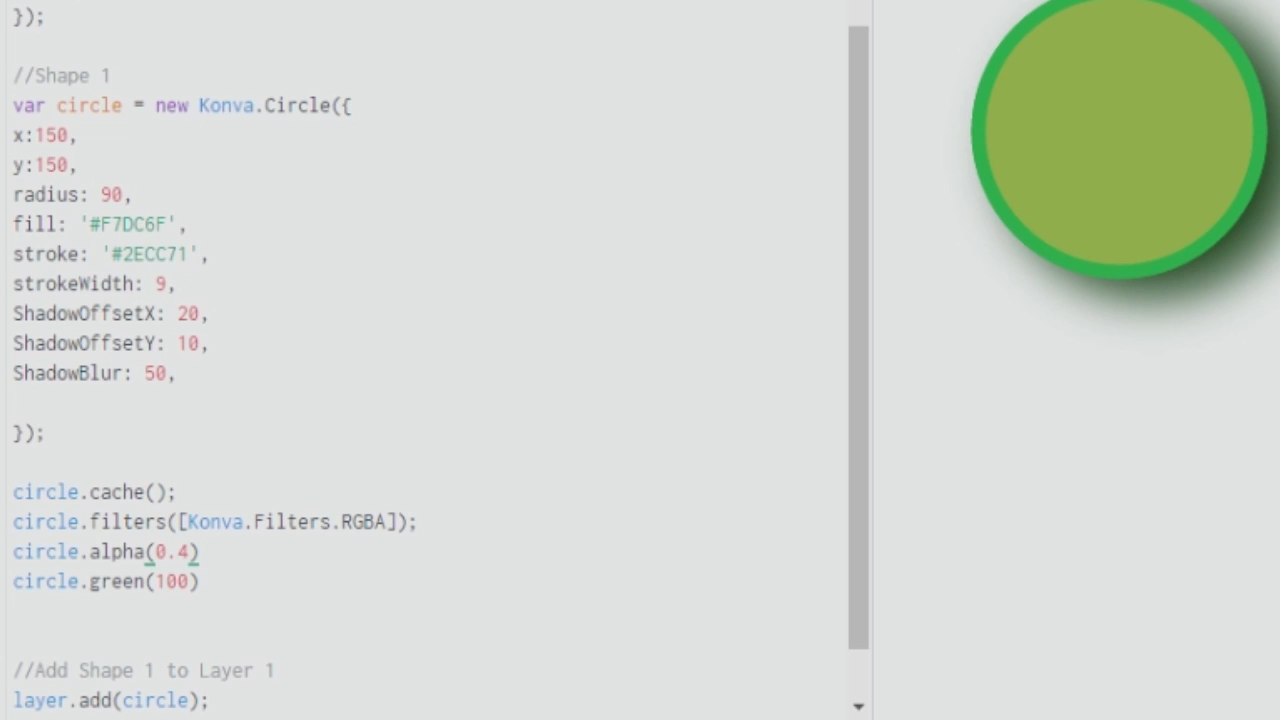 });
//Shape 1
var circle = new Konva.Circle({
x:150,
y:150,
radius: 90,
fill: '#F7DC6F',
stroke: '#2ECC71',
strokeWidth: 9,
ShadowOffsetX: 20,
ShadowOffsetY: 10,
ShadowBlur: 50,
});
circle.cache();
circle.filters([Konva.Filters.RGBA]);
circle.alpha(0.4)
circle.green(100)
//Add Shape 1 to Layer 1
layer.add(circle);